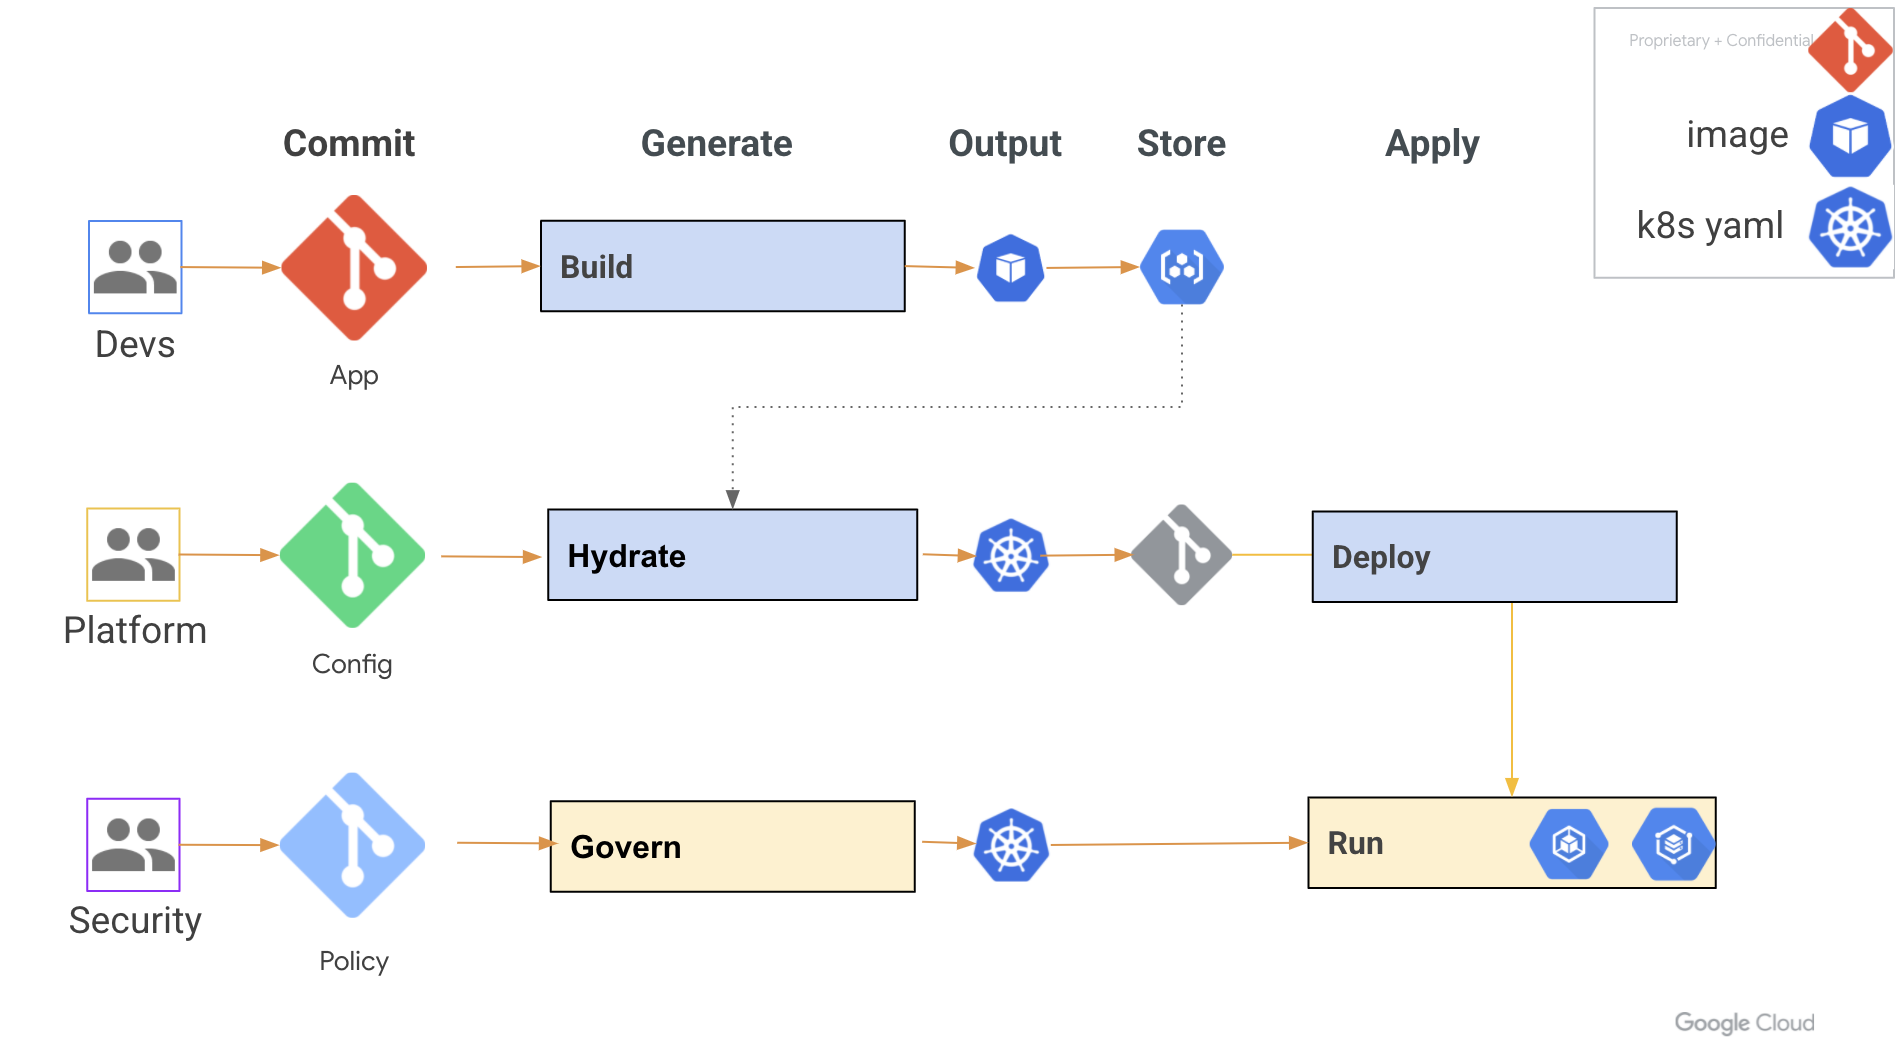 Proprietary + Confidential
image
k8s yaml
Commit
Generate
Output
Store
Apply
Devs
App
Build
Platform
Config
Hydrate
Deploy
Security
Policy
Govern
Run
Google Cloud